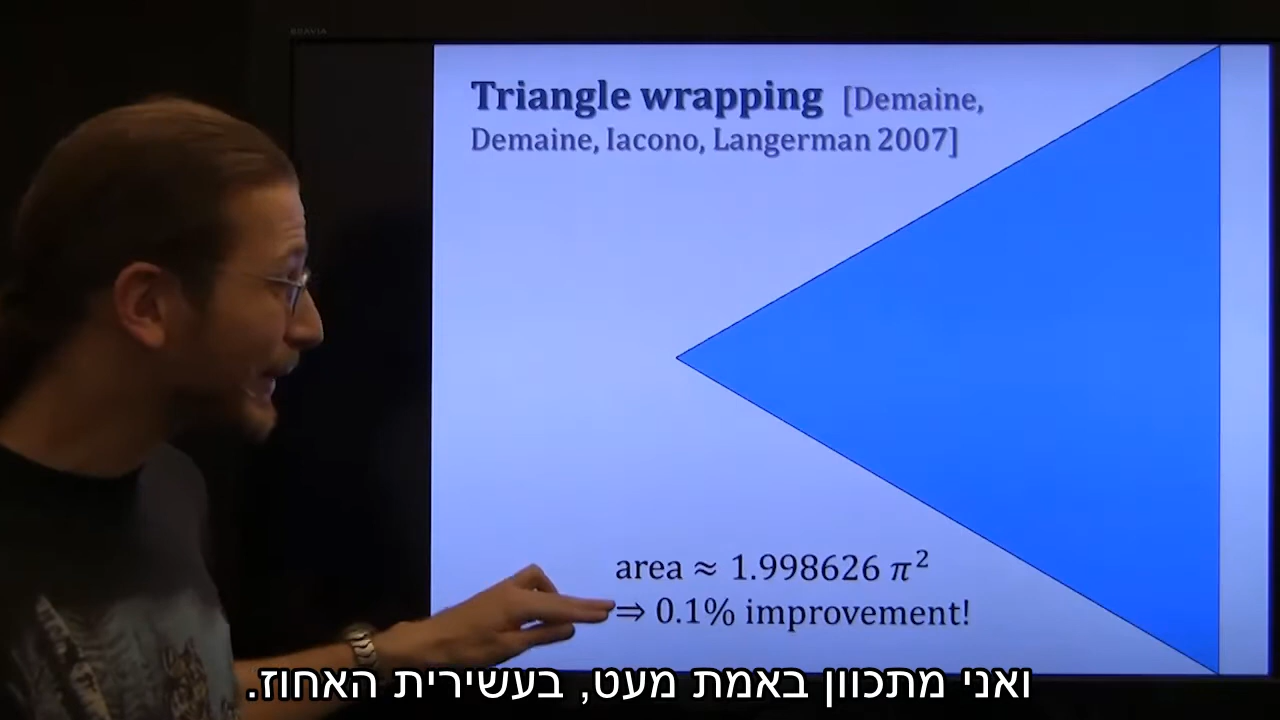 BRAVIA
Triangle wrapping [Demaine,
Demaine, Iacono, Langerman 2007]
area ≈ 1.998626 π²
⇒ 0.1% improvement!
ואני מתכוון באמת מעט, בעשירית האחוז.